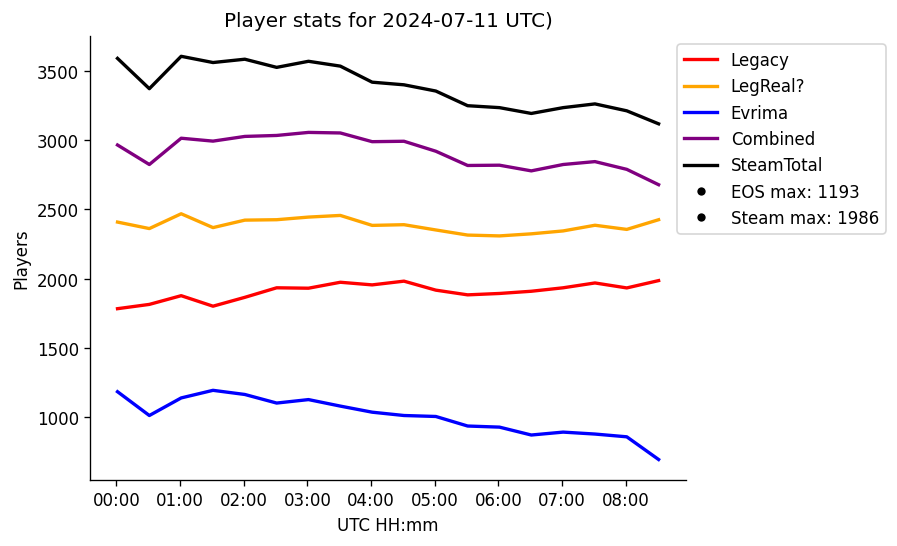 Player stats for 2024-07-11 UTC)
Players
3500
3000
2500
2000
1500
1000
00:00 01:00 02:00 03:00 04:00 05:00 06:00 07:00 08:00
UTC HH:mm
Legacy
LegReal?
Evrima
Combined
SteamTotal
EOS max: 1193
Steam max: 1986